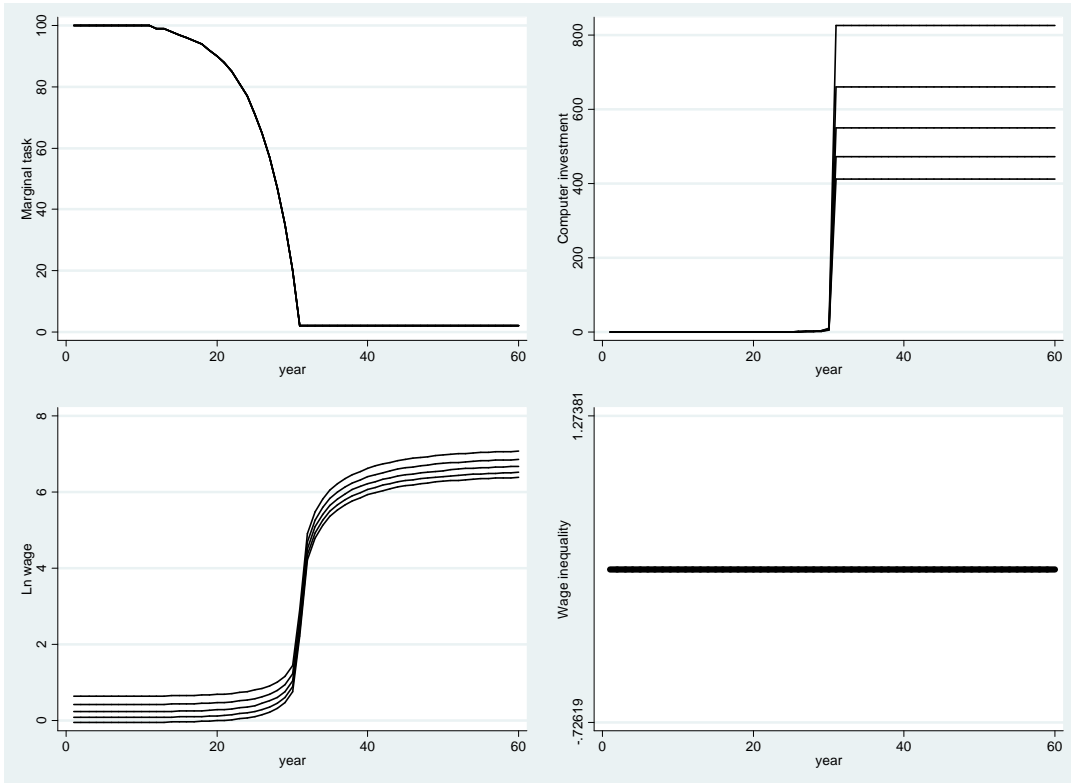 Marginal task
100
80
60
40
20
0
0 20 40 60
year
Computer investment
800
600
400
200
0
0 20 40 60
year
Ln wage
8
6
4
2
0
0 20 40 60
year
Wage inequality
1.27381
-.72619
0 20 40 60
year